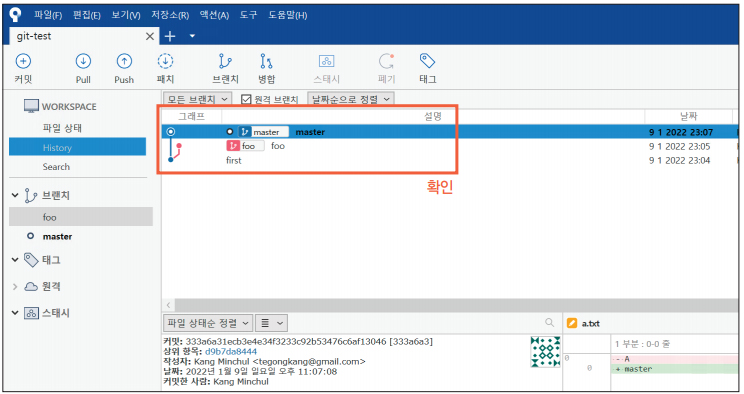 파일(F) 편집(E) 보기(V) 저장소(R) 액션(A) 도구 도움말(H)
git-test
커밋 Pull Push 패치 브랜치 병합 스태시 폐기 태그
WORKSPACE
파일 상태
History
Search
브랜치
foo
master
태그
원격
스태시
모든 브랜치 원격 브랜치 날짜순으로 정렬
그래프 설명 날짜
master master 9 1 2022 23:07
foo foo 9 1 2022 23:05
first 9 1 2022 23:04
확인
파일 상태순 정렬
커밋: 333a6a31ecb3e4e34f3233c92b53476c6af13046 [333a6a3]
상위 항목: d9b7da8444
작성자: Kang Minchul <tegongkang@gmail.com>
날짜: 2022년 1월 9일 일요일 오후 11:07:08
커밋한 사람: Kang Minchul
a.txt
1 부분 : 0-0 줄
0 - A
0 + master